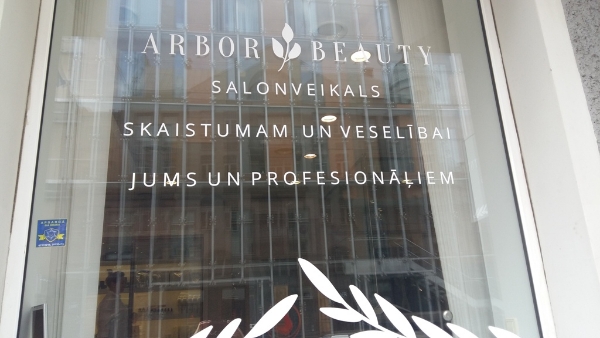 ARBOR BEAUTY
SALONVEIKALS
SKAISTUMAM UN VESELĪBAI
JUMS UN PROFESIONĀĻIEM